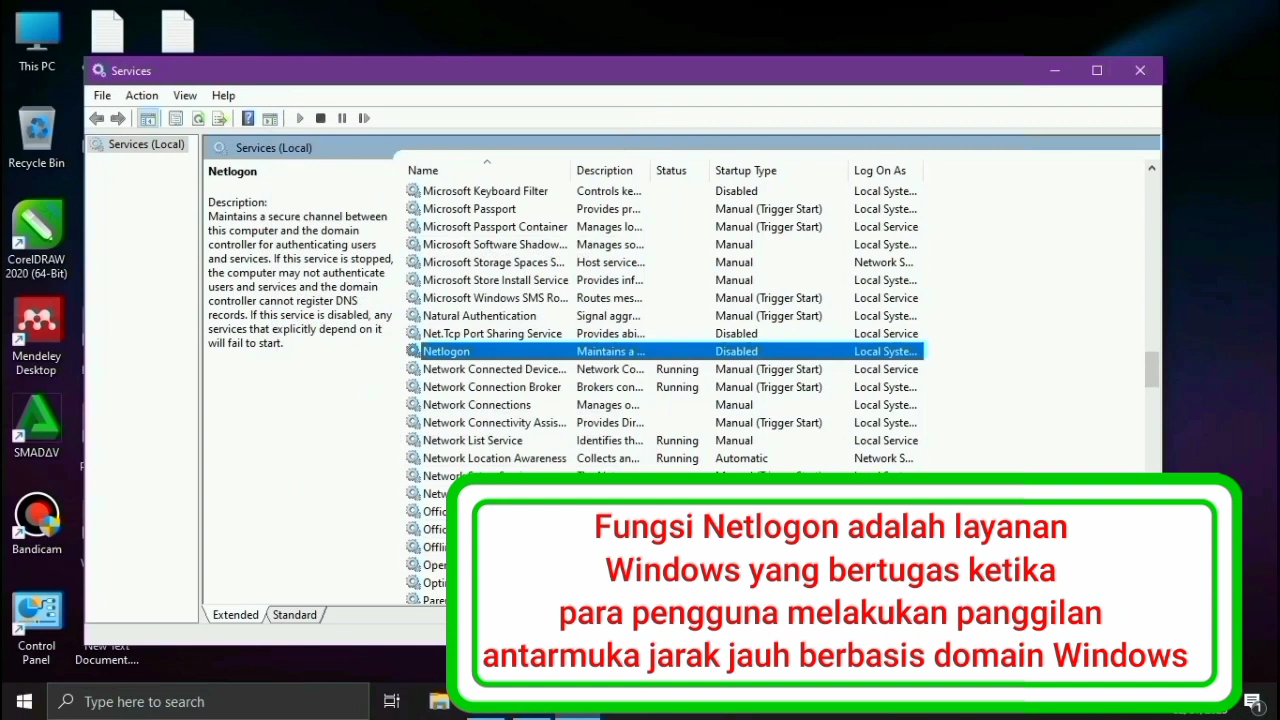 This PC
Recycle Bin
CorelDRAW
2020 (64-Bit)
Mendeley
Desktop
SMADΔV
Bandicam
Control
Panel
New Text
Document....
Services
File Action View Help
Services (Local)
Services (Local)
Netlogon
Description:
Maintains a secure channel between
this computer and the domain
controller for authenticating users
and services. If this service is stopped,
the computer may not authenticate
users and services and the domain
controller cannot register DNS
records. If this service is disabled, any
services that explicitly depend on it
will fail to start.
Name Description Status Startup Type Log On As
Microsoft Keyboard Filter Controls ke... Disabled Local Syste...
Microsoft Passport Provides pr... Manual (Trigger Start) Local Syste...
Microsoft Passport Container Manages lo... Manual (Trigger Start) Local Service
Microsoft Software Shadow... Manages so... Manual Local Syste...
Microsoft Storage Spaces S... Host service... Manual Network S...
Microsoft Store Install Service Provides inf... Manual Local Syste...
Microsoft Windows SMS Ro... Routes mes... Manual (Trigger Start) Local Service
Natural Authentication Signal aggr... Manual (Trigger Start) Local Syste...
Net.Tcp Port Sharing Service Provides abi... Disabled Local Service
Netlogon Maintains a ... Disabled Local Syste...
Network Connected Device... Network Co... Running Manual (Trigger Start) Local Service
Network Connection Broker Brokers con... Running Manual (Trigger Start) Local Syste...
Network Connections Manages o... Manual Local Syste...
Network Connectivity Assis... Provides Dir... Manual (Trigger Start) Local Syste...
Network List Service Identifies th... Running Manual Local Service
Network Location Awareness Collects an... Running Automatic Network S...
Extended Standard
Fungsi Netlogon adalah layanan
Windows yang bertugas ketika
para pengguna melakukan panggilan
antarmuka jarak jauh berbasis domain Windows
Type here to search